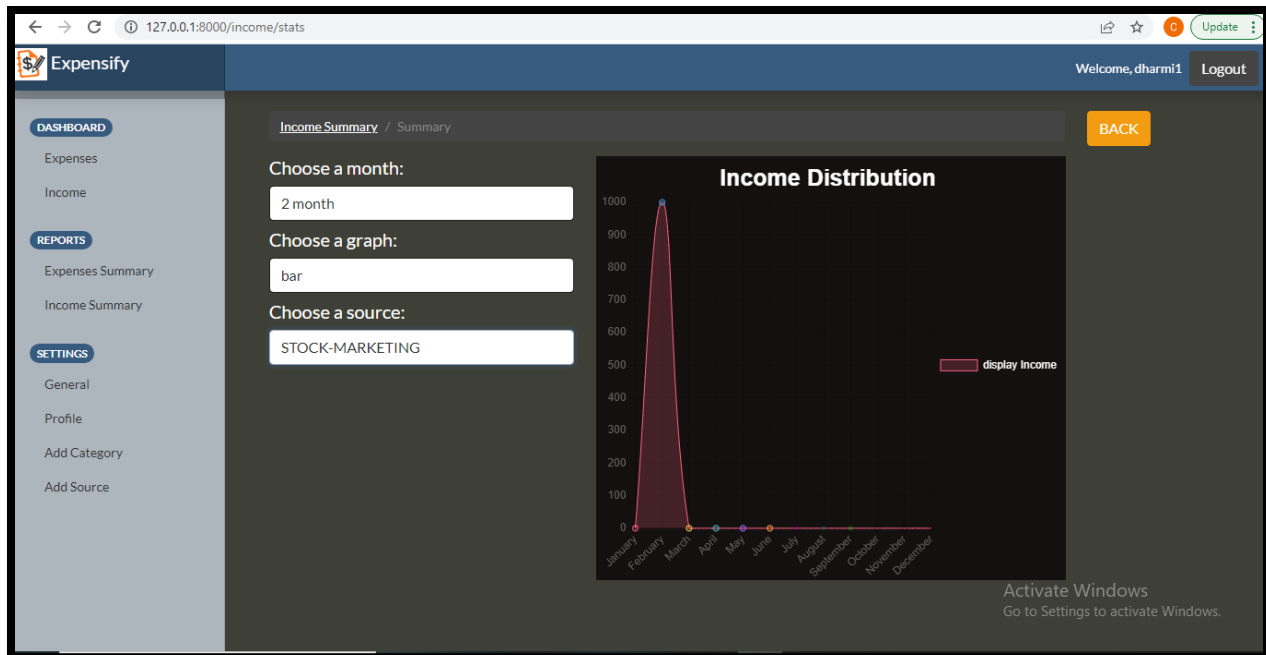 127.0.0.1:8000/income/stats
C
Update
Expensify
Welcome, dharmi1
Logout
DASHBOARD
Expenses
Income
REPORTS
Expenses Summary
Income Summary
SETTINGS
General
Profile
Add Category
Add Source
Income Summary / Summary
BACK
Choose a month:
2 month
Choose a graph:
bar
Choose a source:
STOCK-MARKETING
Income Distribution
1000
900
800
700
600
500
400
300
200
100
0
January
February
March
April
May
June
July
August
September
October
November
December
display Income
Activate Windows
Go to Settings to activate Windows.